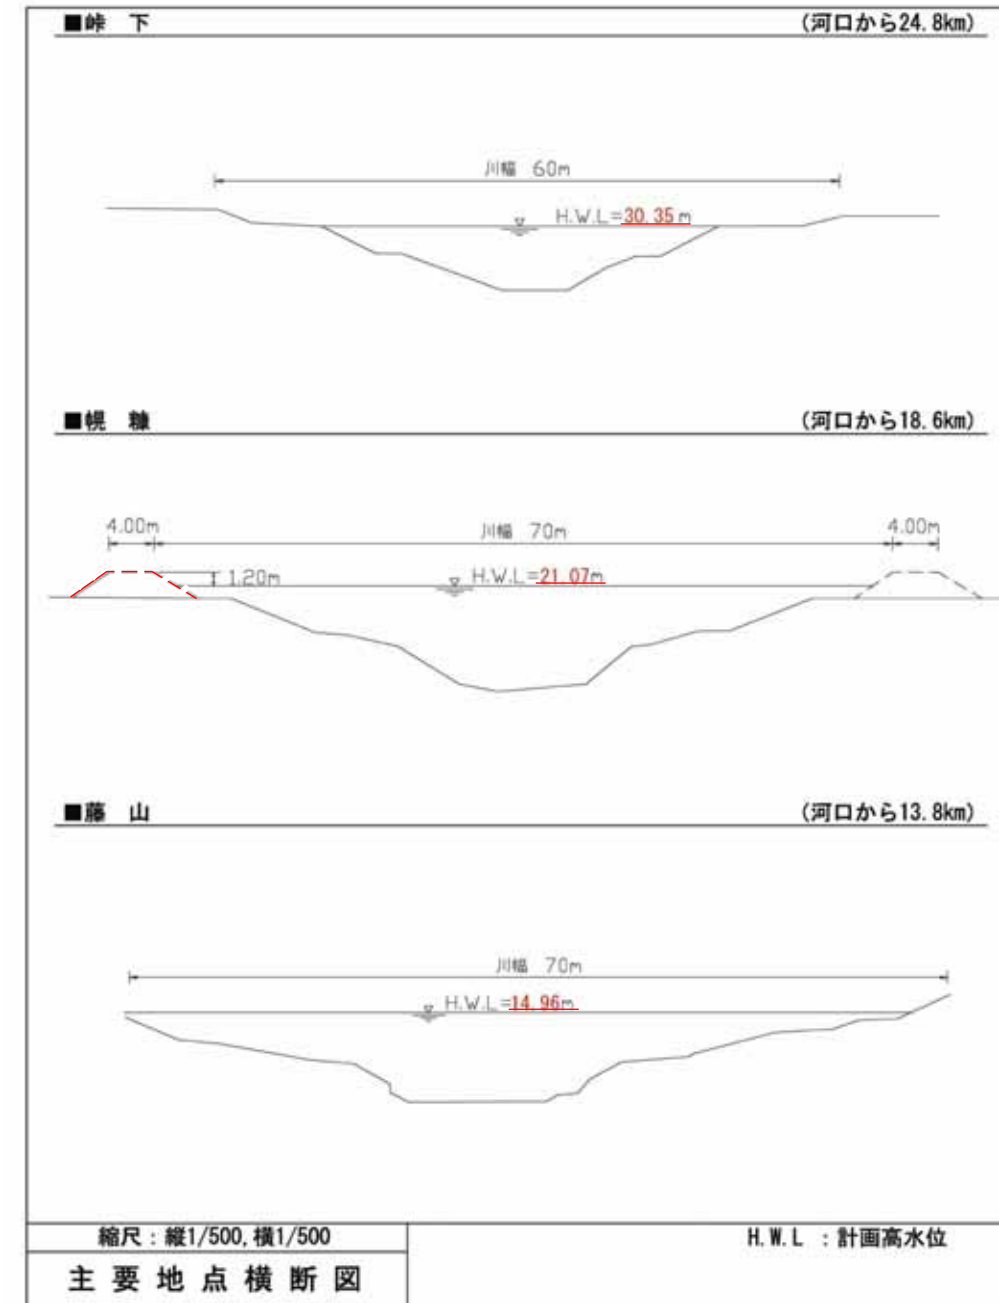 ■峠 下 (河口から24.8km)
川幅 60m
H.W.L=30.35m
■幌 糠 (河口から18.6km)
4.00m 川幅 70m 4.00m
1.20m H.W.L=21.07m
■藤 山 (河口から13.8km)
川幅 70m
H.W.L=14.96m
縮尺：縦1/500,横1/500 H.W.L ：計画高水位
主要地点横断図